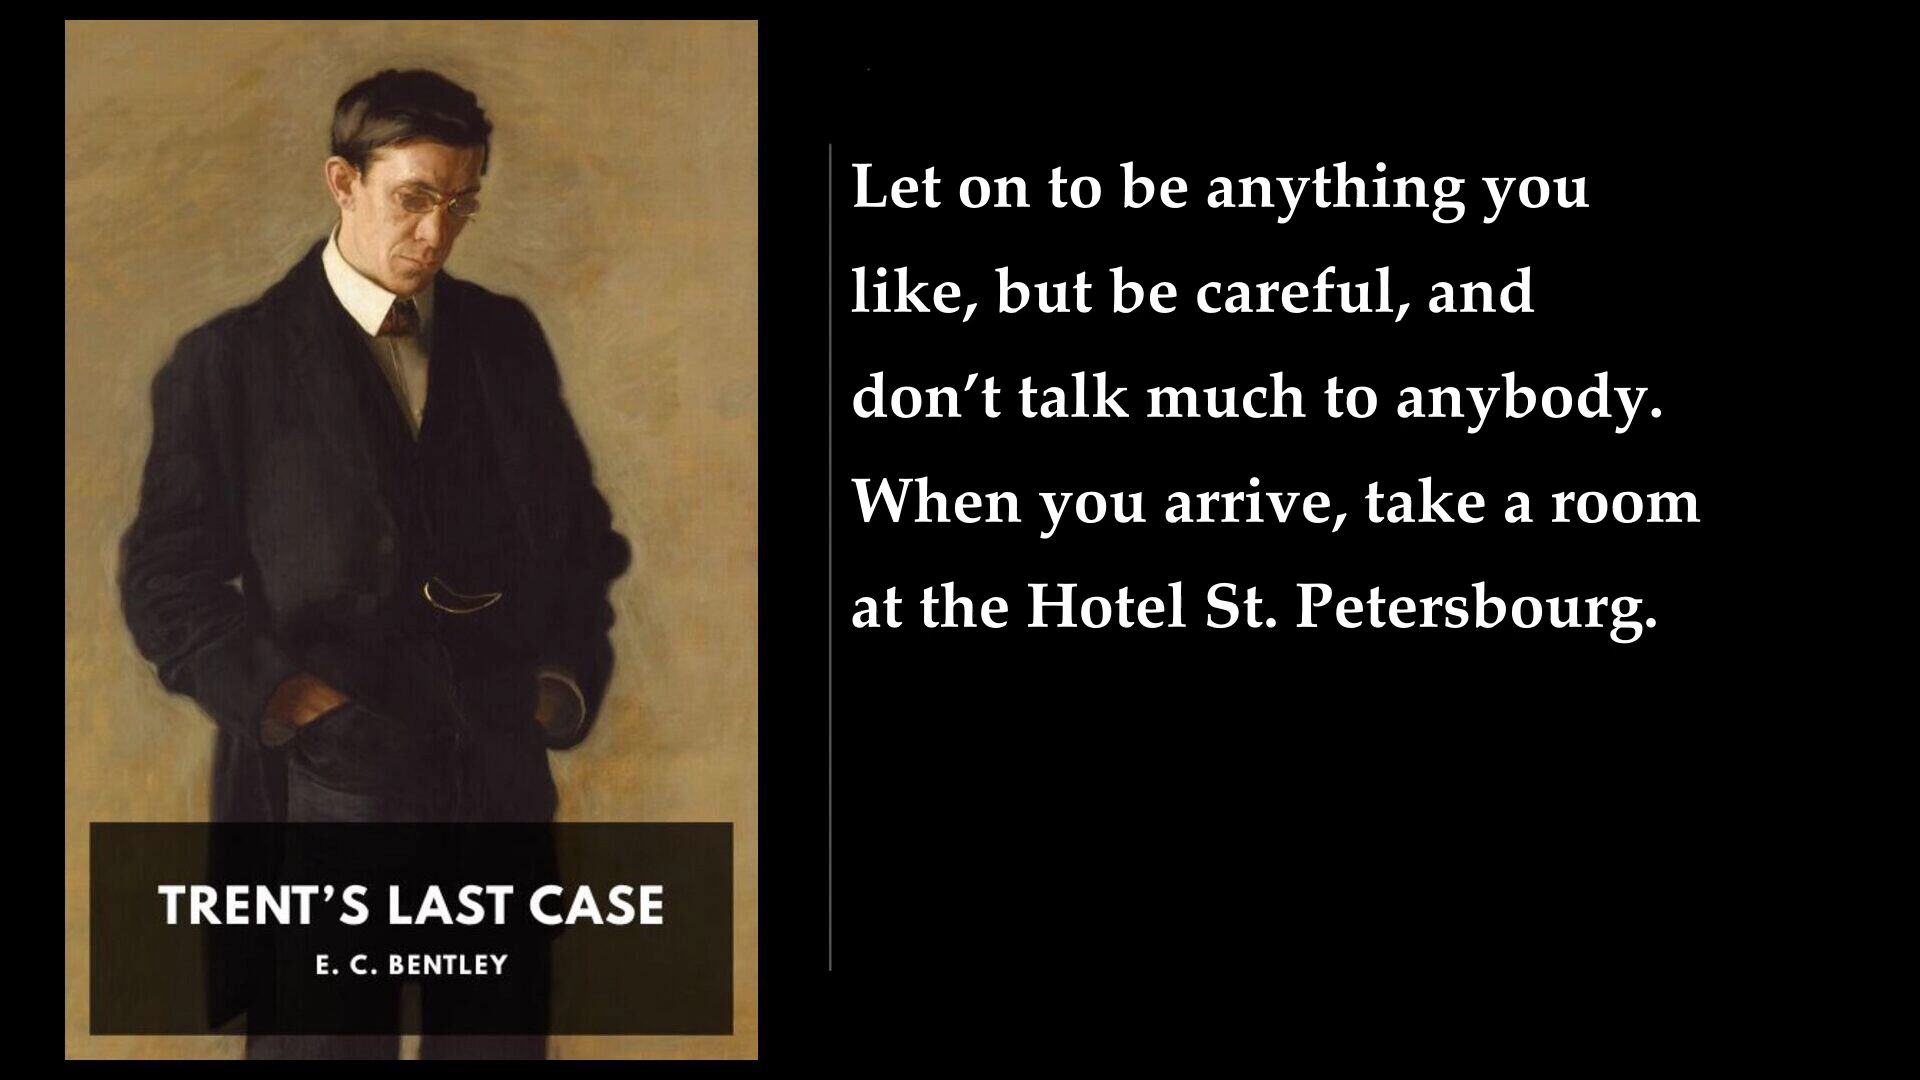 Let on to be anything you
like, but be careful, and
don’t talk much to anybody.
When you arrive, take a room
at the Hotel St. Petersbourg.
TRENT’S LAST CASE
E. C. BENTLEY